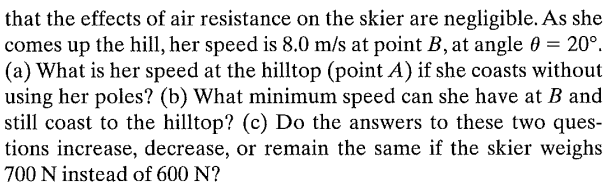 that the effects of air resistance on the skier are negligible. As she
comes up the hill, her speed is 8.0 m/s at point B, at angle θ = 20°.
(a) What is her speed at the hilltop (point A) if she coasts without
using her poles? (b) What minimum speed can she have at B and
still coast to the hilltop? (c) Do the answers to these two ques-
tions increase, decrease, or remain the same if the skier weighs
700 N instead of 600 N?